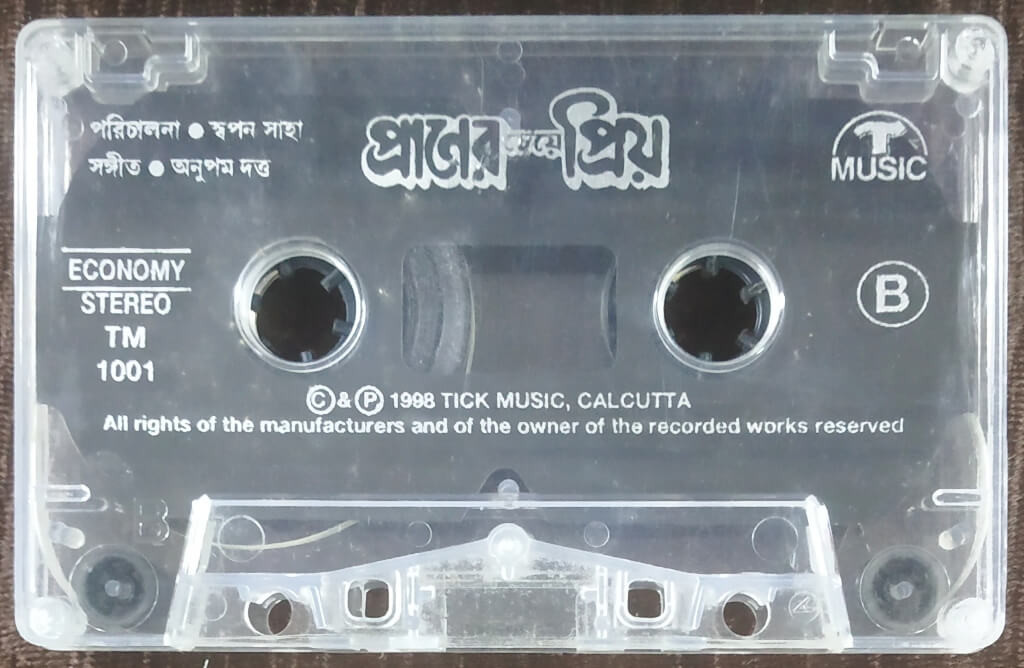 পরিচালনা ● স্বপন সাহা
সঙ্গীত ● অনুপম দত্ত
প্রাণের চেয়ে প্রিয়
T
MUSIC
ECONOMY
STEREO
TM
1001
B
© & ℗ 1998 TICK MUSIC, CALCUTTA
All rights of the manufacturers and of the owner of the recorded works reserved
B